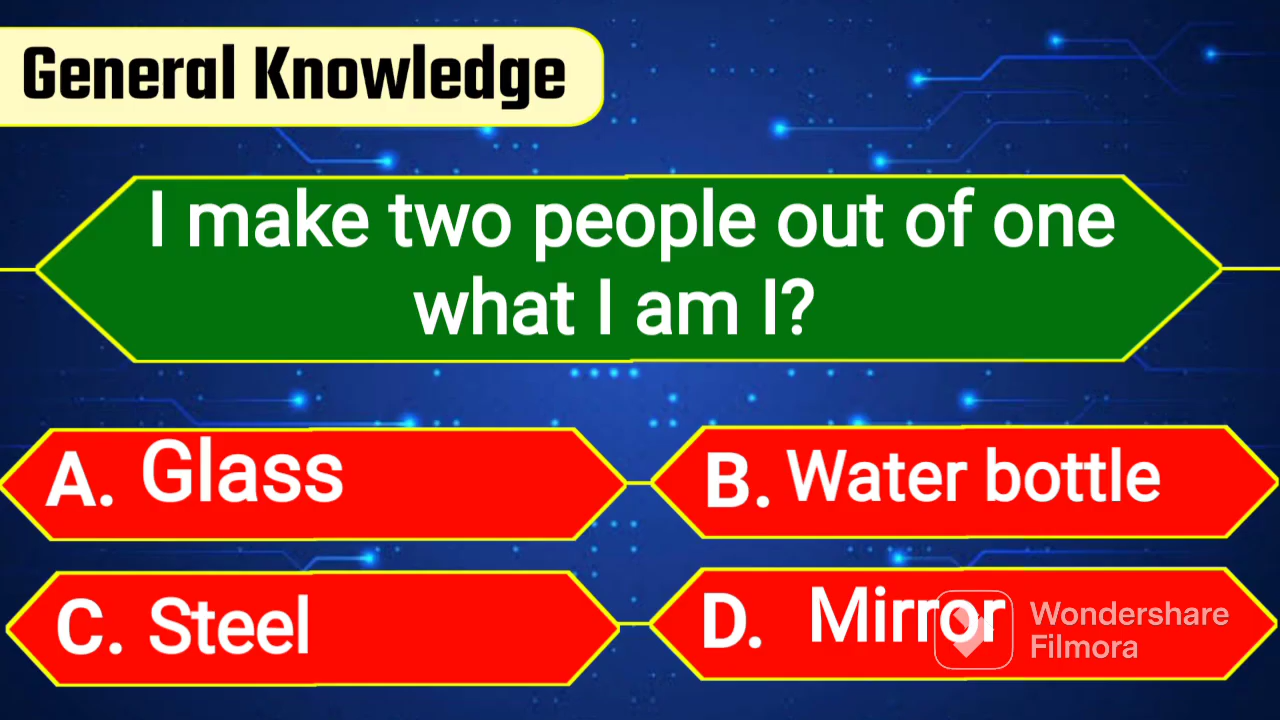 General Knowledge
I make two people out of one
what I am I?
A. Glass
B. Water bottle
C. Steel
D. Mirror
Wondershare
Filmora